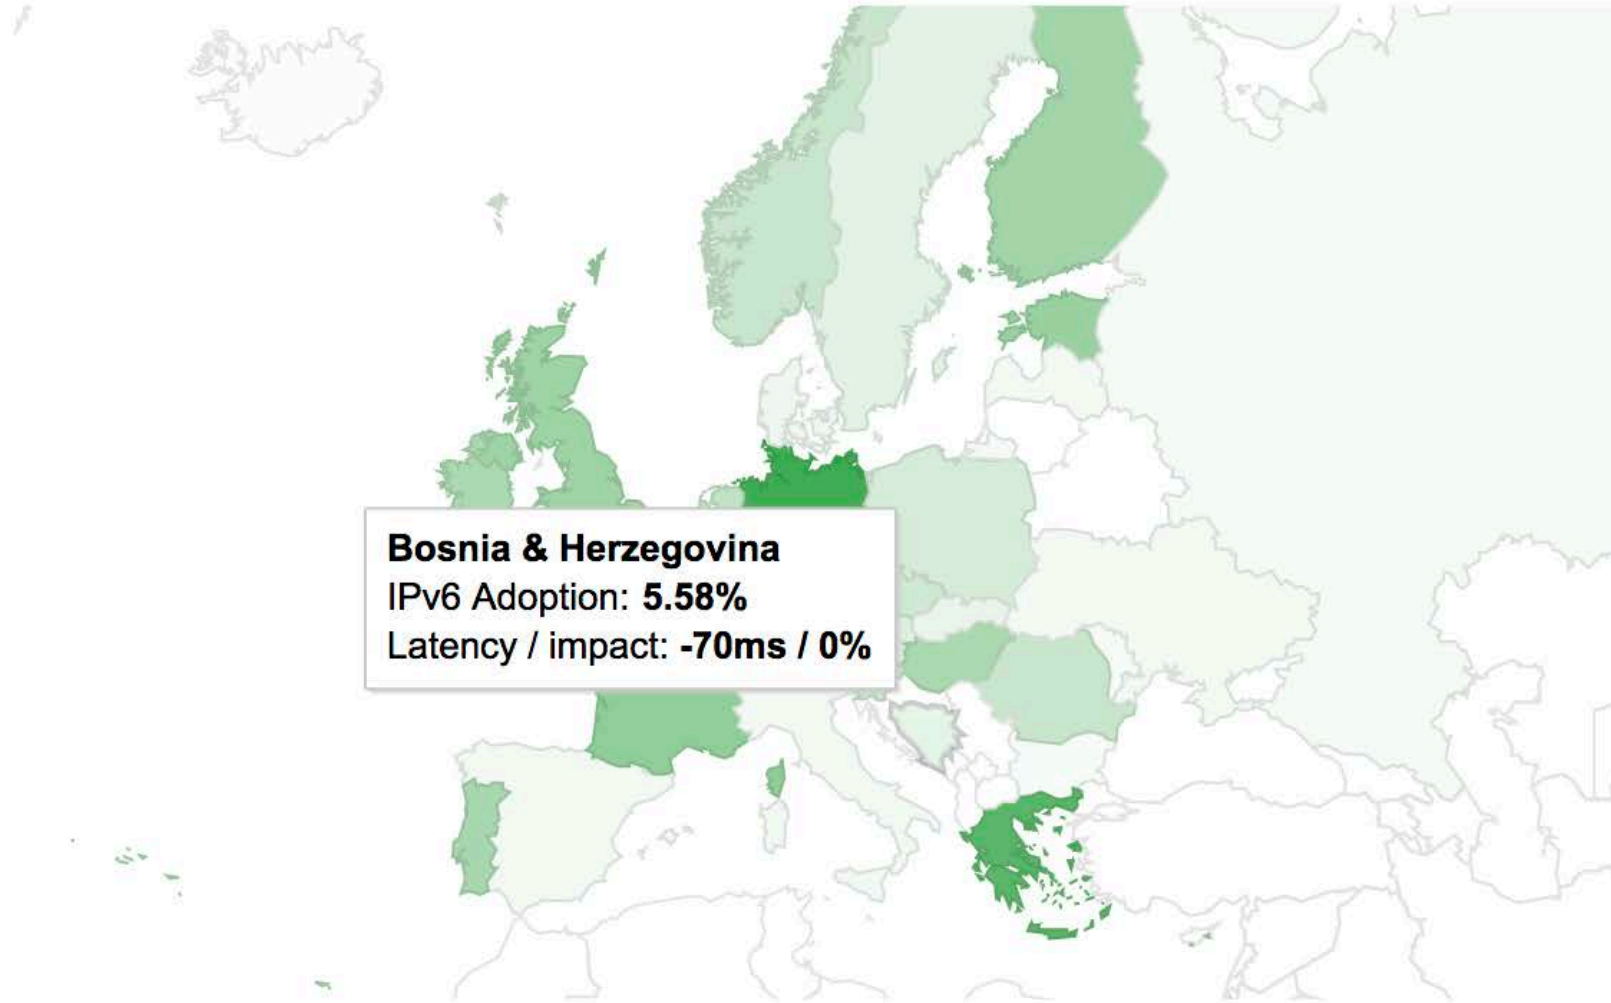 Bosnia & Herzegovina
IPv6 Adoption: 5.58%
Latency / impact: -70ms / 0%